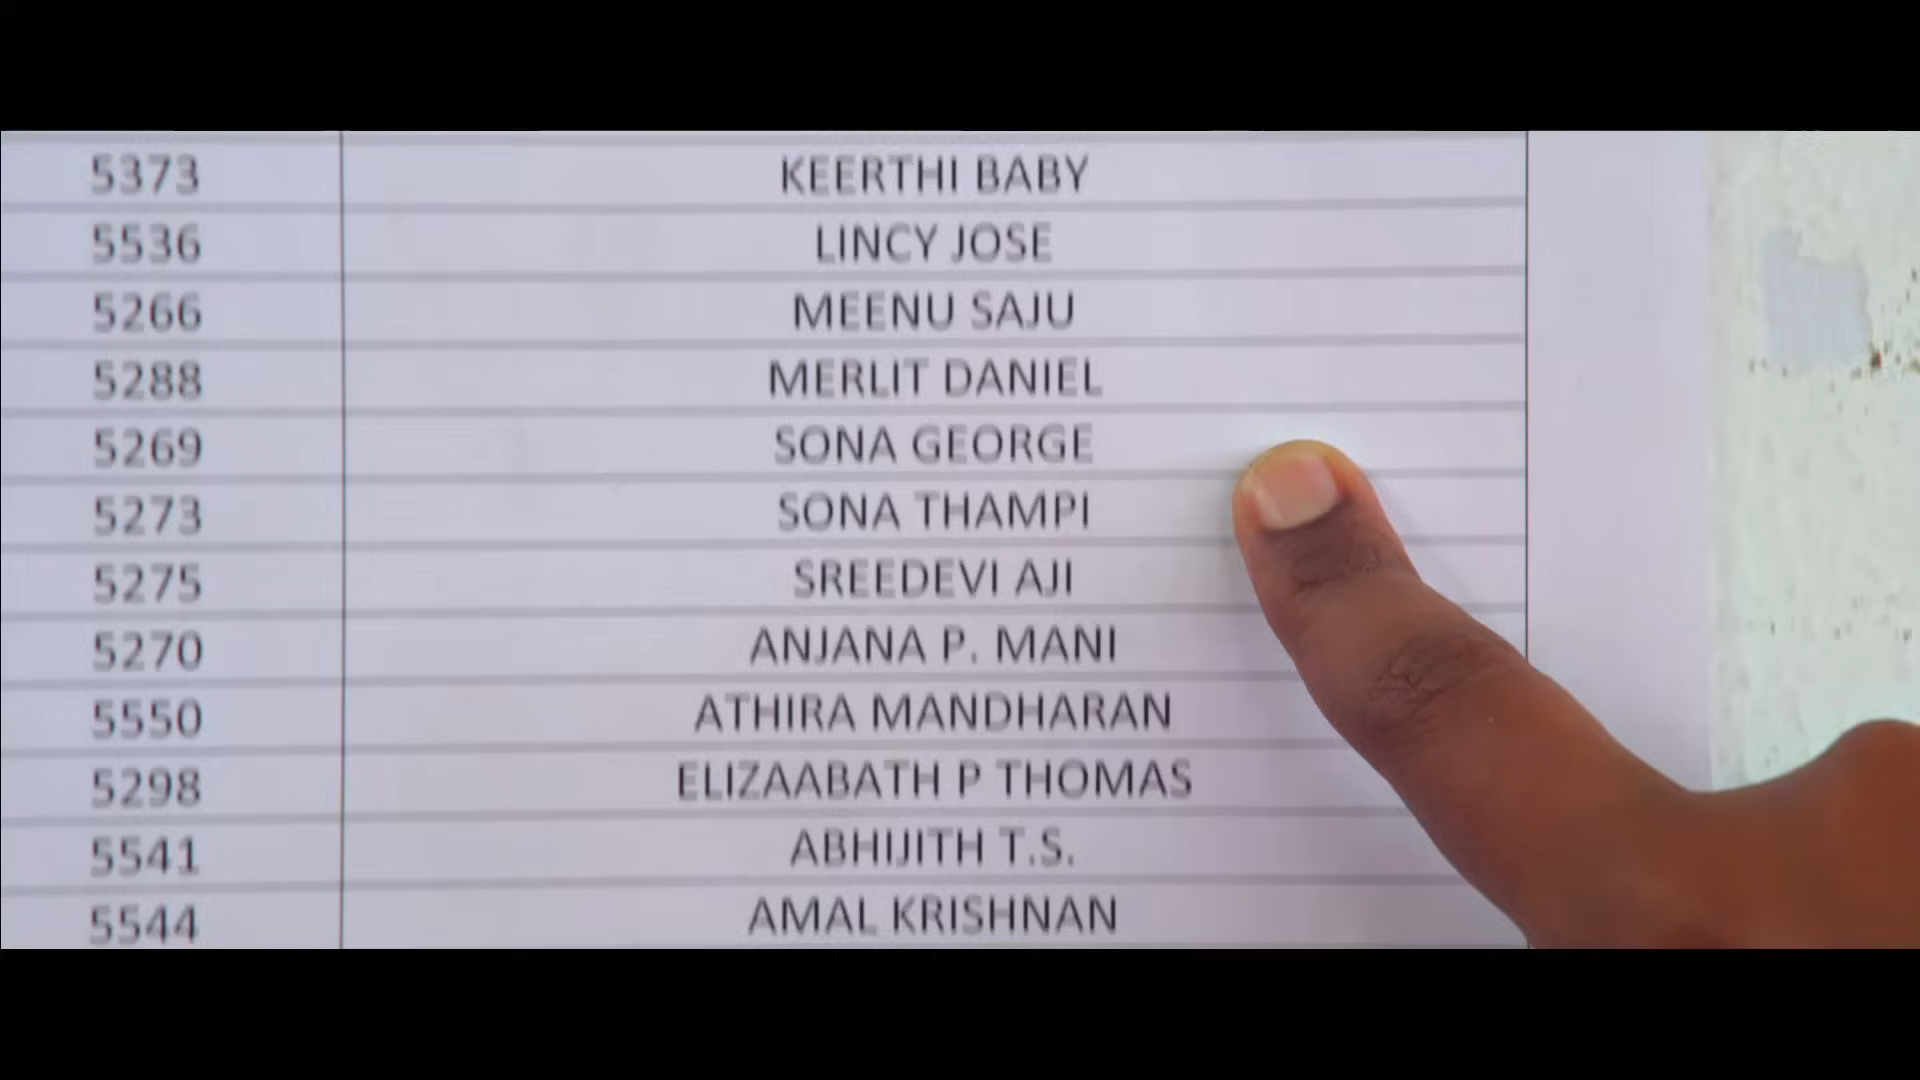 5373 KEERTHI BABY
5536 LINCY JOSE
5266 MEENU SAJU
5288 MERLIT DANIEL
5269 SONA GEORGE
5273 SONA THAMPI
5275 SREEDEVI AJI
5270 ANJANA P. MANI
5550 ATHIRA MANDHARAN
5298 ELIZAABATH P THOMAS
5541 ABHIJITH T.S.
5544 AMAL KRISHNAN